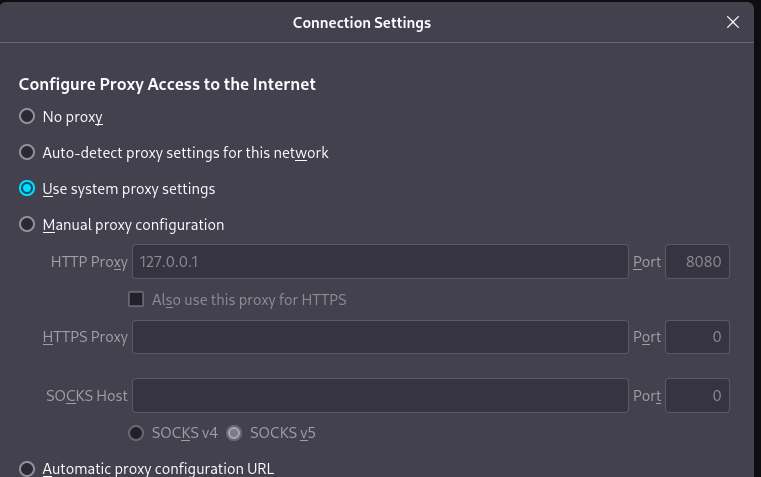 Connection Settings
Configure Proxy Access to the Internet
No proxy
Auto-detect proxy settings for this network
Use system proxy settings
Manual proxy configuration
HTTP Proxy 127.0.0.1 Port 8080
Also use this proxy for HTTPS
HTTPS Proxy Port 0
SOCKS Host Port 0
SOCKS v4 SOCKS v5
Automatic proxy configuration URL